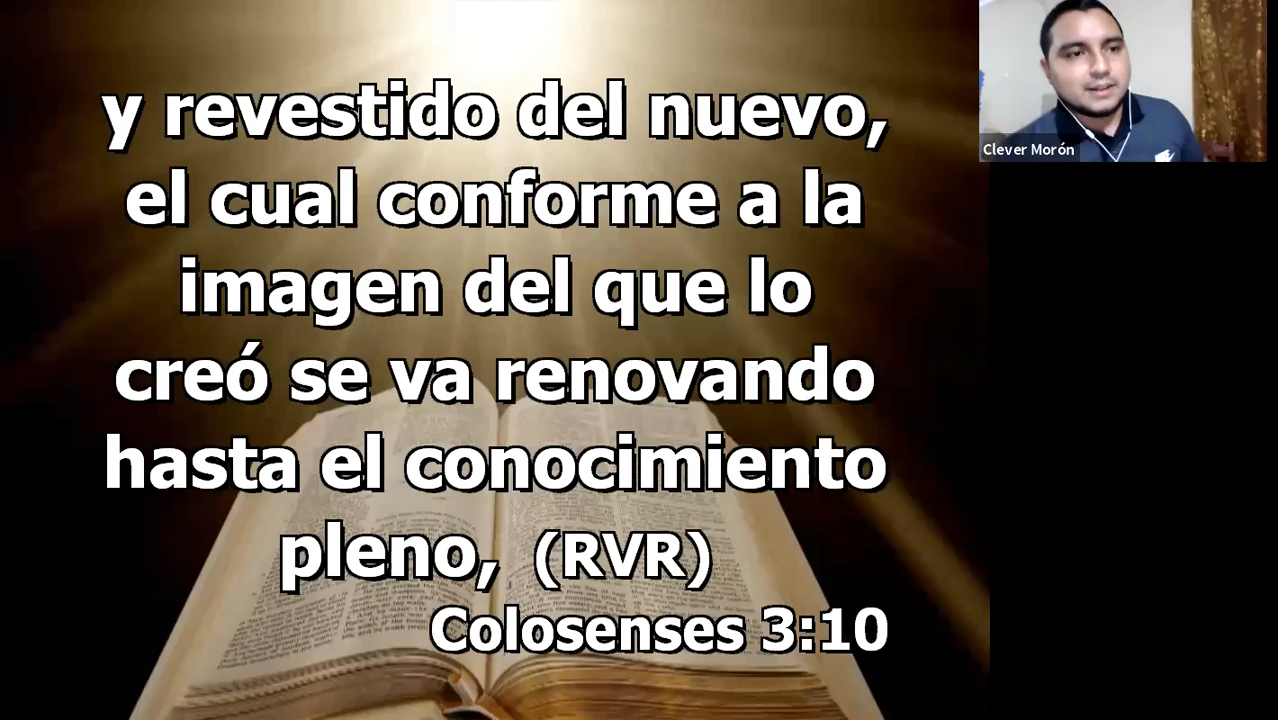 y revestido del nuevo,
el cual conforme a la
imagen del que lo
creó se va renovando
hasta el conocimiento
pleno, (RVR)
Colosenses 3:10
Clever Morón